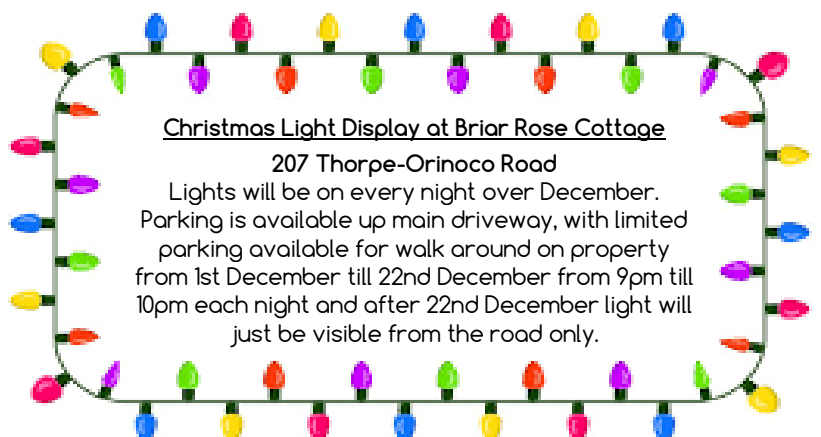 Christmas Light Display at Briar Rose Cottage
207 Thorpe-Orinoco Road
Lights will be on every night over December.
Parking is available up main driveway, with limited
parking available for walk around on property
from 1st December till 22nd December from 9pm till
10pm each night and after 22nd December light will
just be visible from the road only.